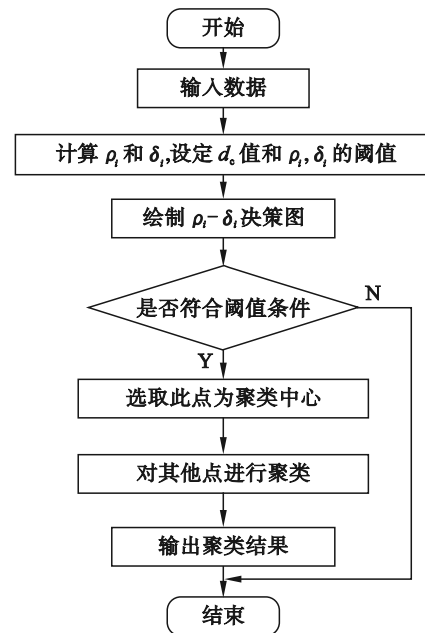 开始
输入数据
计算 ρᵢ 和 δᵢ,设定 d_c 值和 ρᵢ, δᵢ 的阈值
绘制 ρᵢ-δᵢ 决策图
是否符合阈值条件
N
Y
选取此点为聚类中心
对其他点进行聚类
输出聚类结果
结束